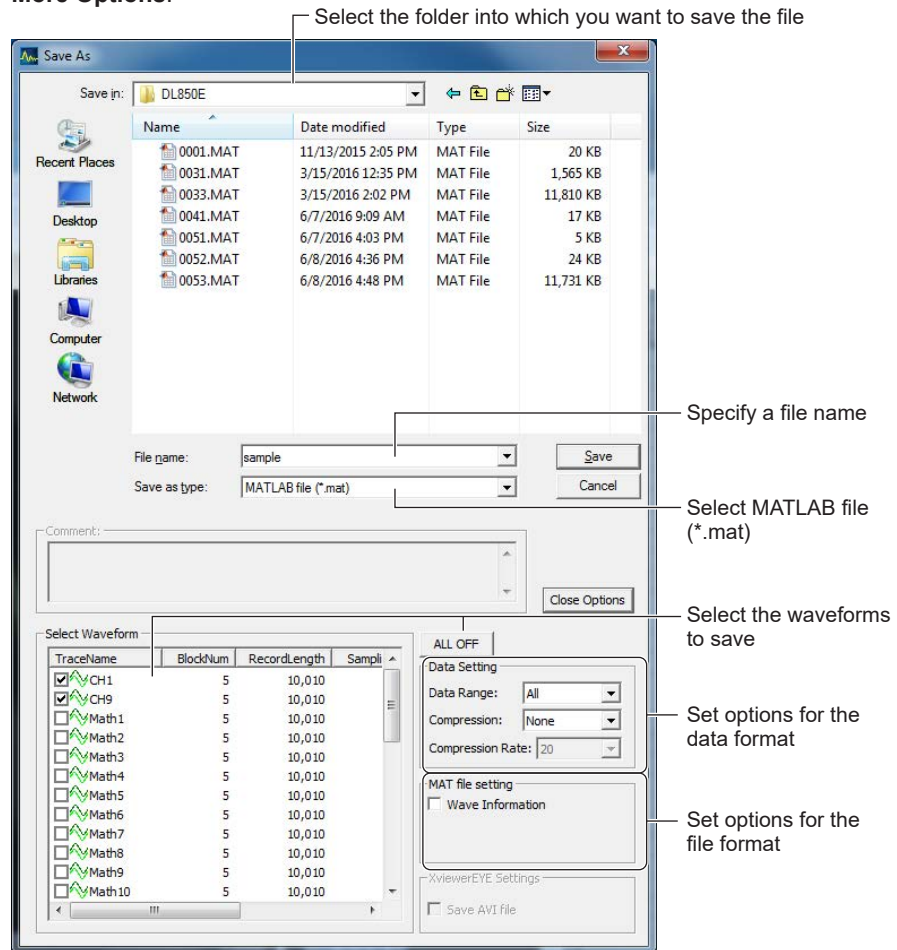 More Options.
Select the folder into which you want to save the file
Save As
Save in: DL850E
Name Date modified Type Size
0001.MAT 11/13/2015 2:05 PM MAT File 20 KB
0031.MAT 3/15/2016 12:35 PM MAT File 1,565 KB
0033.MAT 3/15/2016 2:02 PM MAT File 11,810 KB
0041.MAT 6/7/2016 9:09 AM MAT File 17 KB
0051.MAT 6/7/2016 4:03 PM MAT File 5 KB
0052.MAT 6/8/2016 4:36 PM MAT File 24 KB
0053.MAT 6/8/2016 4:48 PM MAT File 11,731 KB
Recent Places
Desktop
Libraries
Computer
Network
Specify a file name
File name: sample Save
Save as type: MATLAB file (*.mat) Cancel
Select MATLAB file
(*.mat)
Comment:
Close Options
Select the waveforms
to save
Select Waveform
ALL OFF
TraceName BlockNum RecordLength Sampli
CH1 5 10,010
CH9 5 10,010
Math1 5 10,010
Math2 5 10,010
Math3 5 10,010
Math4 5 10,010
Math5 5 10,010
Math6 5 10,010
Math7 5 10,010
Math8 5 10,010
Math9 5 10,010
Math10 5 10,010
Data Setting
Data Range: All
Compression: None
Compression Rate: 20
Set options for the
data format
MAT file setting
Wave Information
Set options for the
file format
XviewerEYE Settings
Save AVI file